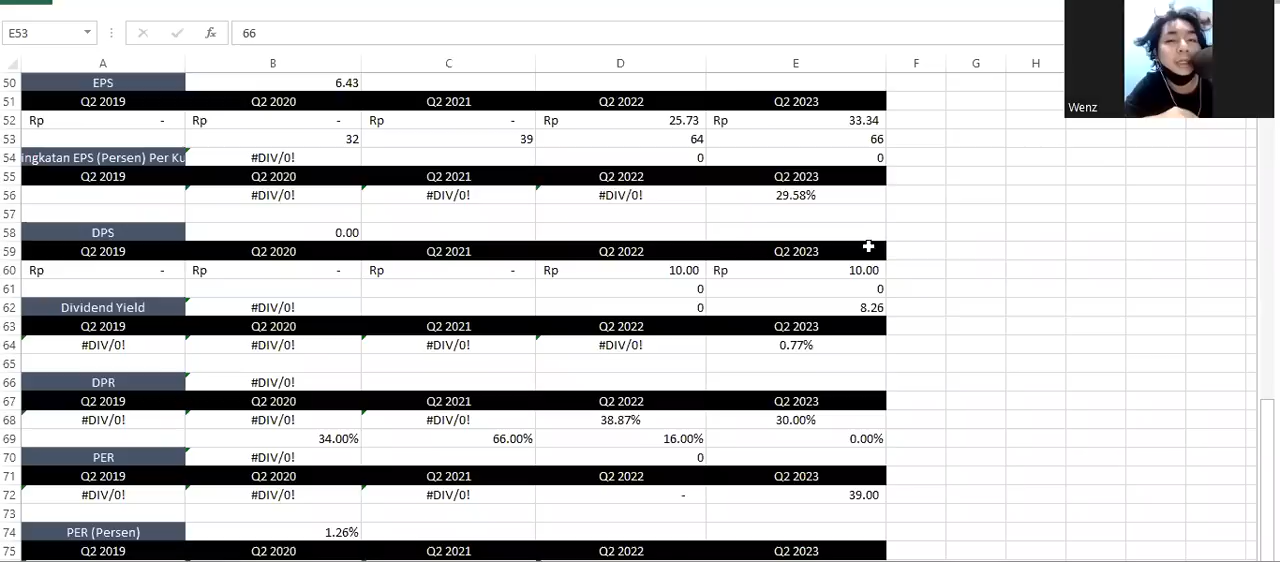 E53 fx 66
A B C D E F G H
50 EPS 6.43
51 Q2 2019 Q2 2020 Q2 2021 Q2 2022 Q2 2023
52 Rp - Rp - Rp - Rp 25.73 Rp 33.34
53 32 39 64 66
54 ingkatan EPS (Persen) Per Ku #DIV/0! 0 0
55 Q2 2019 Q2 2020 Q2 2021 Q2 2022 Q2 2023
56 #DIV/0! #DIV/0! #DIV/0! 29.58%
57
58 DPS 0.00
59 Q2 2019 Q2 2020 Q2 2021 Q2 2022 Q2 2023
60 Rp - Rp - Rp - Rp 10.00 Rp 10.00
61 0 0
62 Dividend Yield #DIV/0! 0 8.26
63 Q2 2019 Q2 2020 Q2 2021 Q2 2022 Q2 2023
64 #DIV/0! #DIV/0! #DIV/0! #DIV/0! 0.77%
65
66 DPR #DIV/0!
67 Q2 2019 Q2 2020 Q2 2021 Q2 2022 Q2 2023
68 #DIV/0! #DIV/0! #DIV/0! 38.87% 30.00%
69 34.00% 66.00% 16.00% 0.00%
70 PER #DIV/0! 0
71 Q2 2019 Q2 2020 Q2 2021 Q2 2022 Q2 2023
72 #DIV/0! #DIV/0! #DIV/0! - 39.00
73
74 PER (Persen) 1.26%
75 Q2 2019 Q2 2020 Q2 2021 Q2 2022 Q2 2023
Wenz